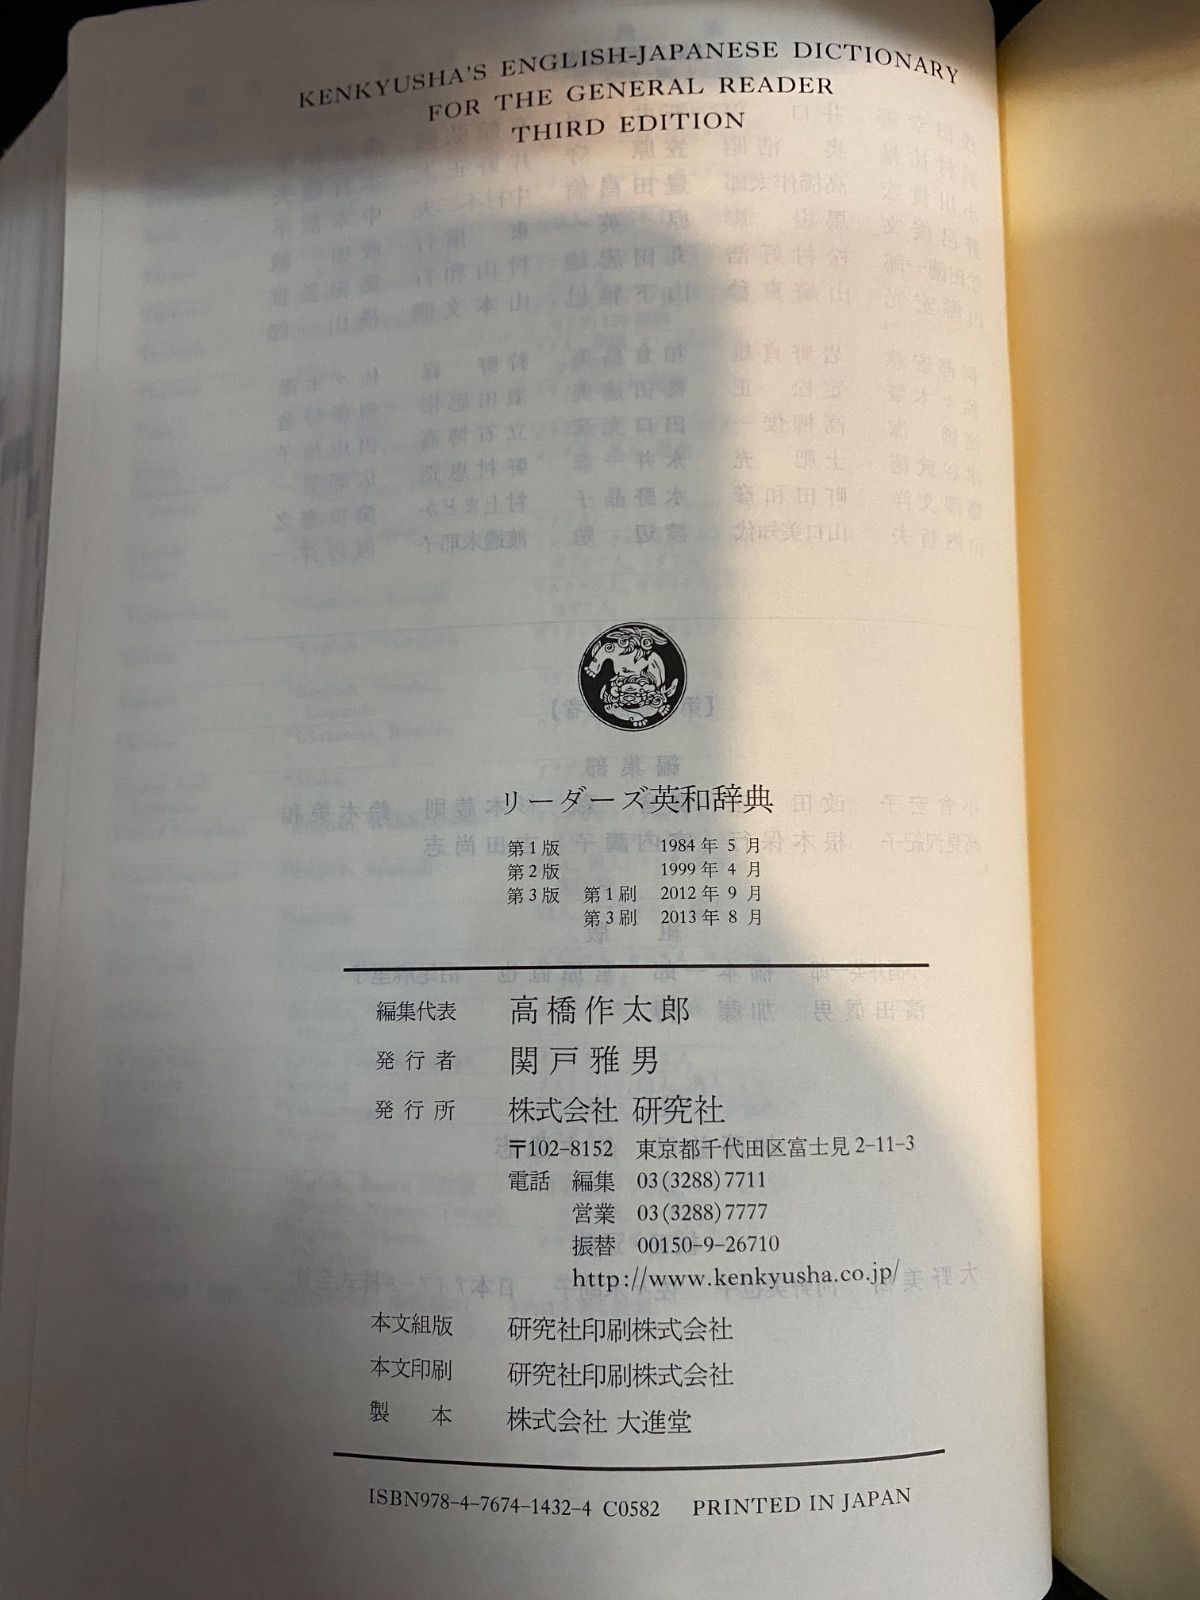 KENKYUSHA'S ENGLISH-JAPANESE DICTIONARY
FOR THE GENERAL READER
THIRD EDITION
リーダーズ英和辞典
第1版 1984年5月
第2版 1999年4月
第3版 第1刷 2012年9月
第3刷 2013年8月
編集代表 高橋作太郎
発行者 関戸雅男
発行所 株式会社 研究社
〒102-8152 東京都千代田区富士見2-11-3
電話 編集 03(3288)7711
営業 03(3288)7777
振替 00150-9-26710
http://www.kenkyusha.co.jp/
本文組版 研究社印刷株式会社
本文印刷 研究社印刷株式会社
製本 株式会社 大進堂
ISBN978-4-7674-1432-4 C0582 PRINTED IN JAPAN